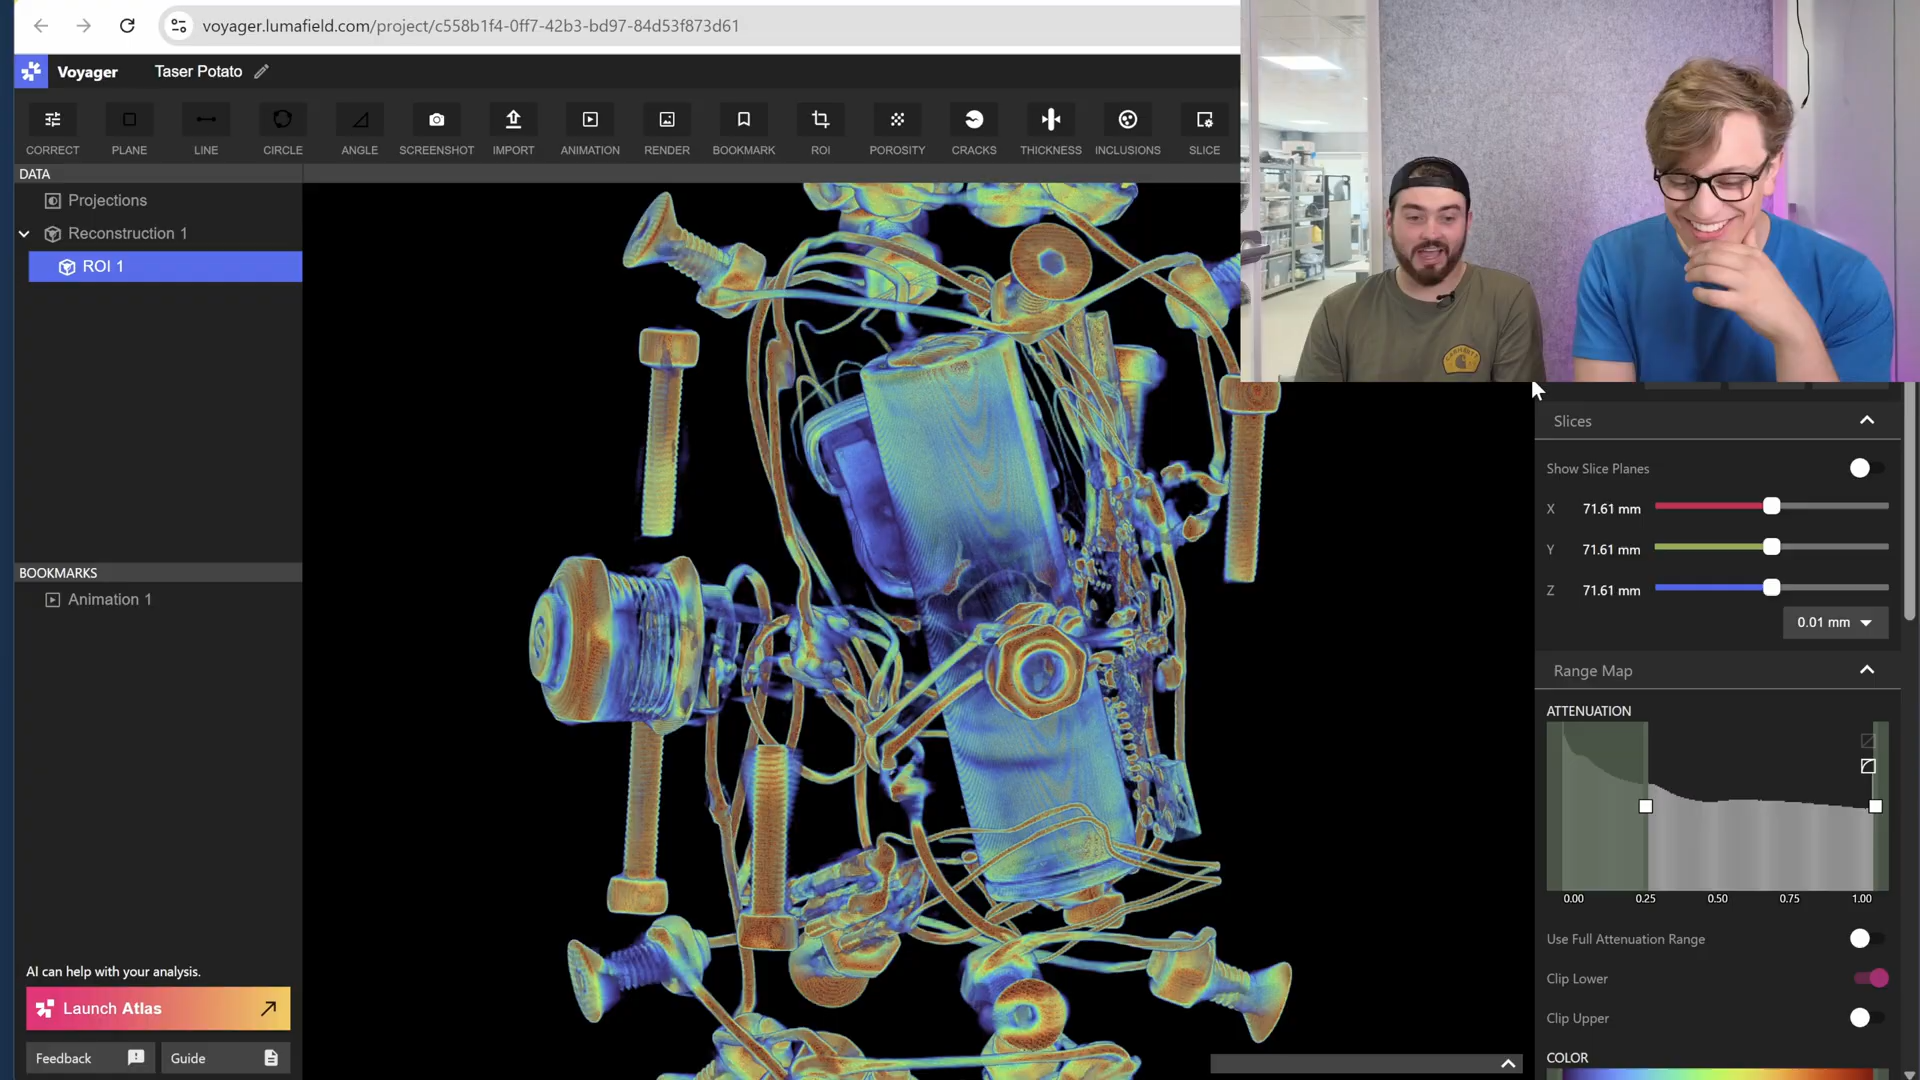 voyager.lumafield.com/project/c558b1f4-0ff7-42b3-bd97-84d53f873d61
Voyager
Taser Potato
CORRECT
PLANE
LINE
CIRCLE
ANGLE
SCREENSHOT
IMPORT
ANIMATION
RENDER
BOOKMARK
ROI
POROSITY
CRACKS
THICKNESS
INCLUSIONS
SLICE
DATA
Projections
Reconstruction 1
ROI 1
BOOKMARKS
Animation 1
AI can help with your analysis.
Launch Atlas
Feedback
Guide
CARHARTT
Slices
Show Slice Planes
X 71.61 mm
Y 71.61 mm
Z 71.61 mm
0.01 mm
Range Map
ATTENUATION
0.00 0.25 0.50 0.75 1.00
Use Full Attenuation Range
Clip Lower
Clip Upper
COLOR